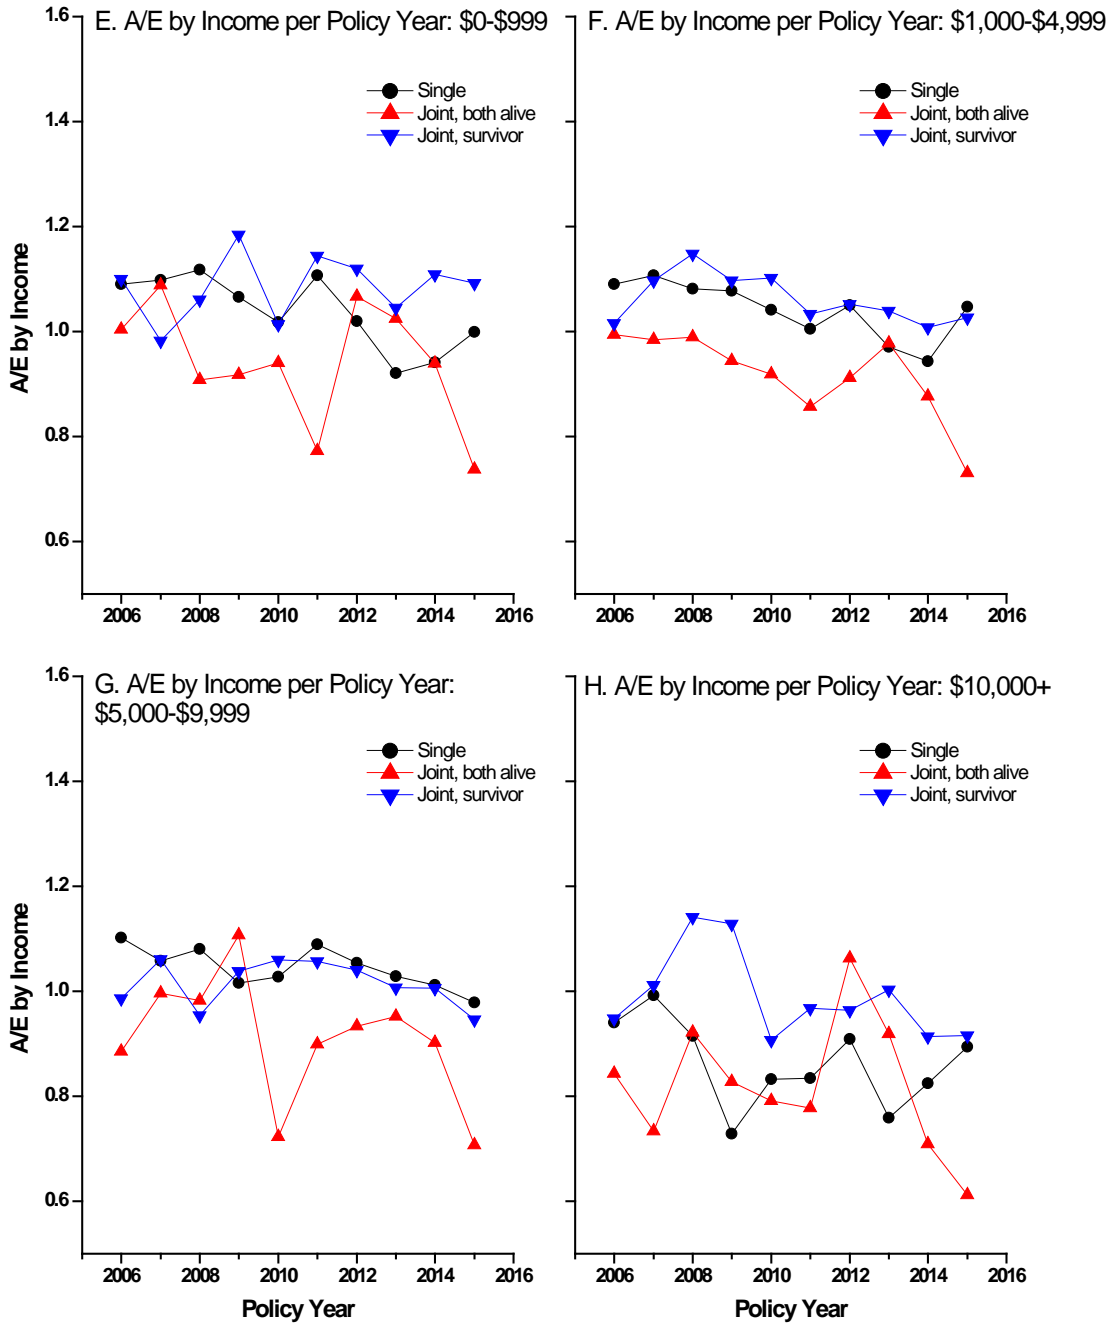 E. A/E by Income per Policy Year: $0-$999
F. A/E by Income per Policy Year: $1,000-$4,999
Single
Joint, both alive
Joint, survivor
Single
Joint, both alive
Joint, survivor
A/E by Income
1.6
1.4
1.2
1.0
0.8
0.6
2006 2008 2010 2012 2014 2016
2006 2008 2010 2012 2014 2016
G. A/E by Income per Policy Year:
$5,000-$9,999
H. A/E by Income per Policy Year: $10,000+
Single
Joint, both alive
Joint, survivor
Single
Joint, both alive
Joint, survivor
A/E by Income
1.6
1.4
1.2
1.0
0.8
0.6
2006 2008 2010 2012 2014 2016
2006 2008 2010 2012 2014 2016
Policy Year
Policy Year